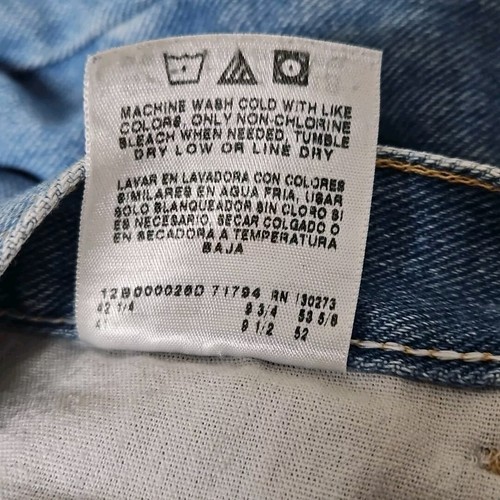 MACHINE WASH COLD WITH LIKE
COLORS, ONLY NON-CHLORINE
BLEACH WHEN NEEDED, TUMBLE
DRY LOW OR LINE DRY
LAVAR EN LAVADORA CON COLORES
SIMILARES EN AGUA FRIA, USAR
SOLO BLANQUEADOR SIN CLORO SI
ES NECESARIO, SECAR COLGADO O
EN SECADORA A TEMPERATURA
BAJA
12B000026D 71794 RN 130273
42 1/4 9 3/4 53 5/8
9 1/2 52